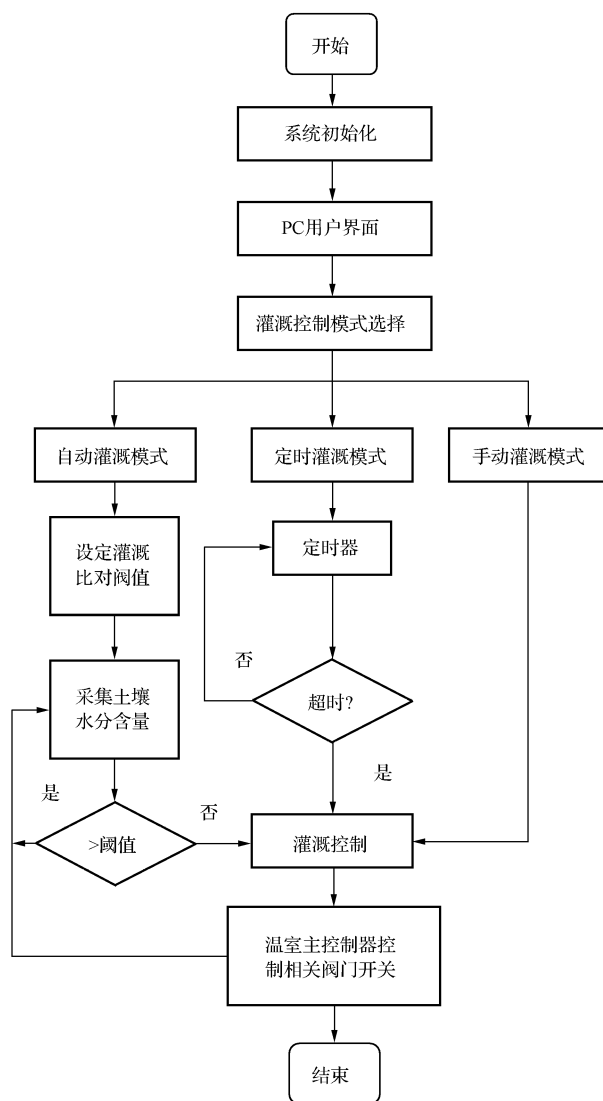 开始
系统初始化
PC用户界面
灌溉控制模式选择
自动灌溉模式
定时灌溉模式
手动灌溉模式
设定灌溉
比对阀值
定时器
否
采集土壤
水分含量
超时?
是
是
否
>阈值
灌溉控制
温室主控制器控
制相关阀门开关
结束